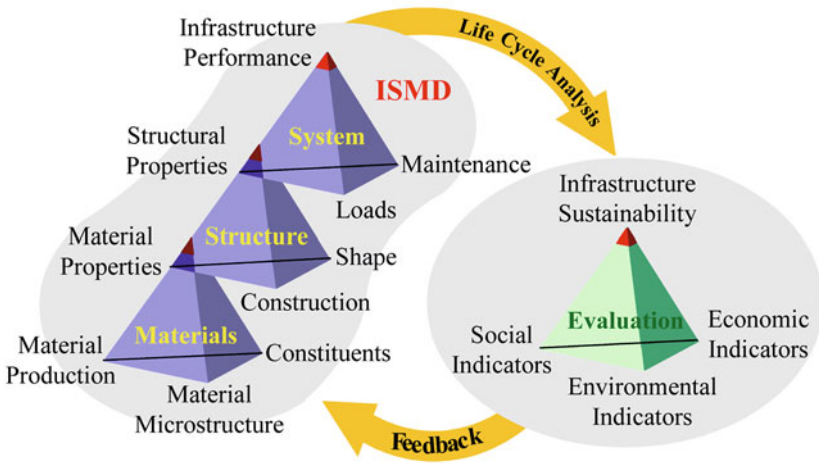 Infrastructure
Performance
ISMD
Life Cycle Analysis
System
Structural
Properties
Maintenance
Loads
Structure
Material
Properties
Shape
Construction
Materials
Material
Production
Constituents
Material
Microstructure
Infrastructure
Sustainability
Evaluation
Social
Indicators
Economic
Indicators
Environmental
Indicators
Feedback